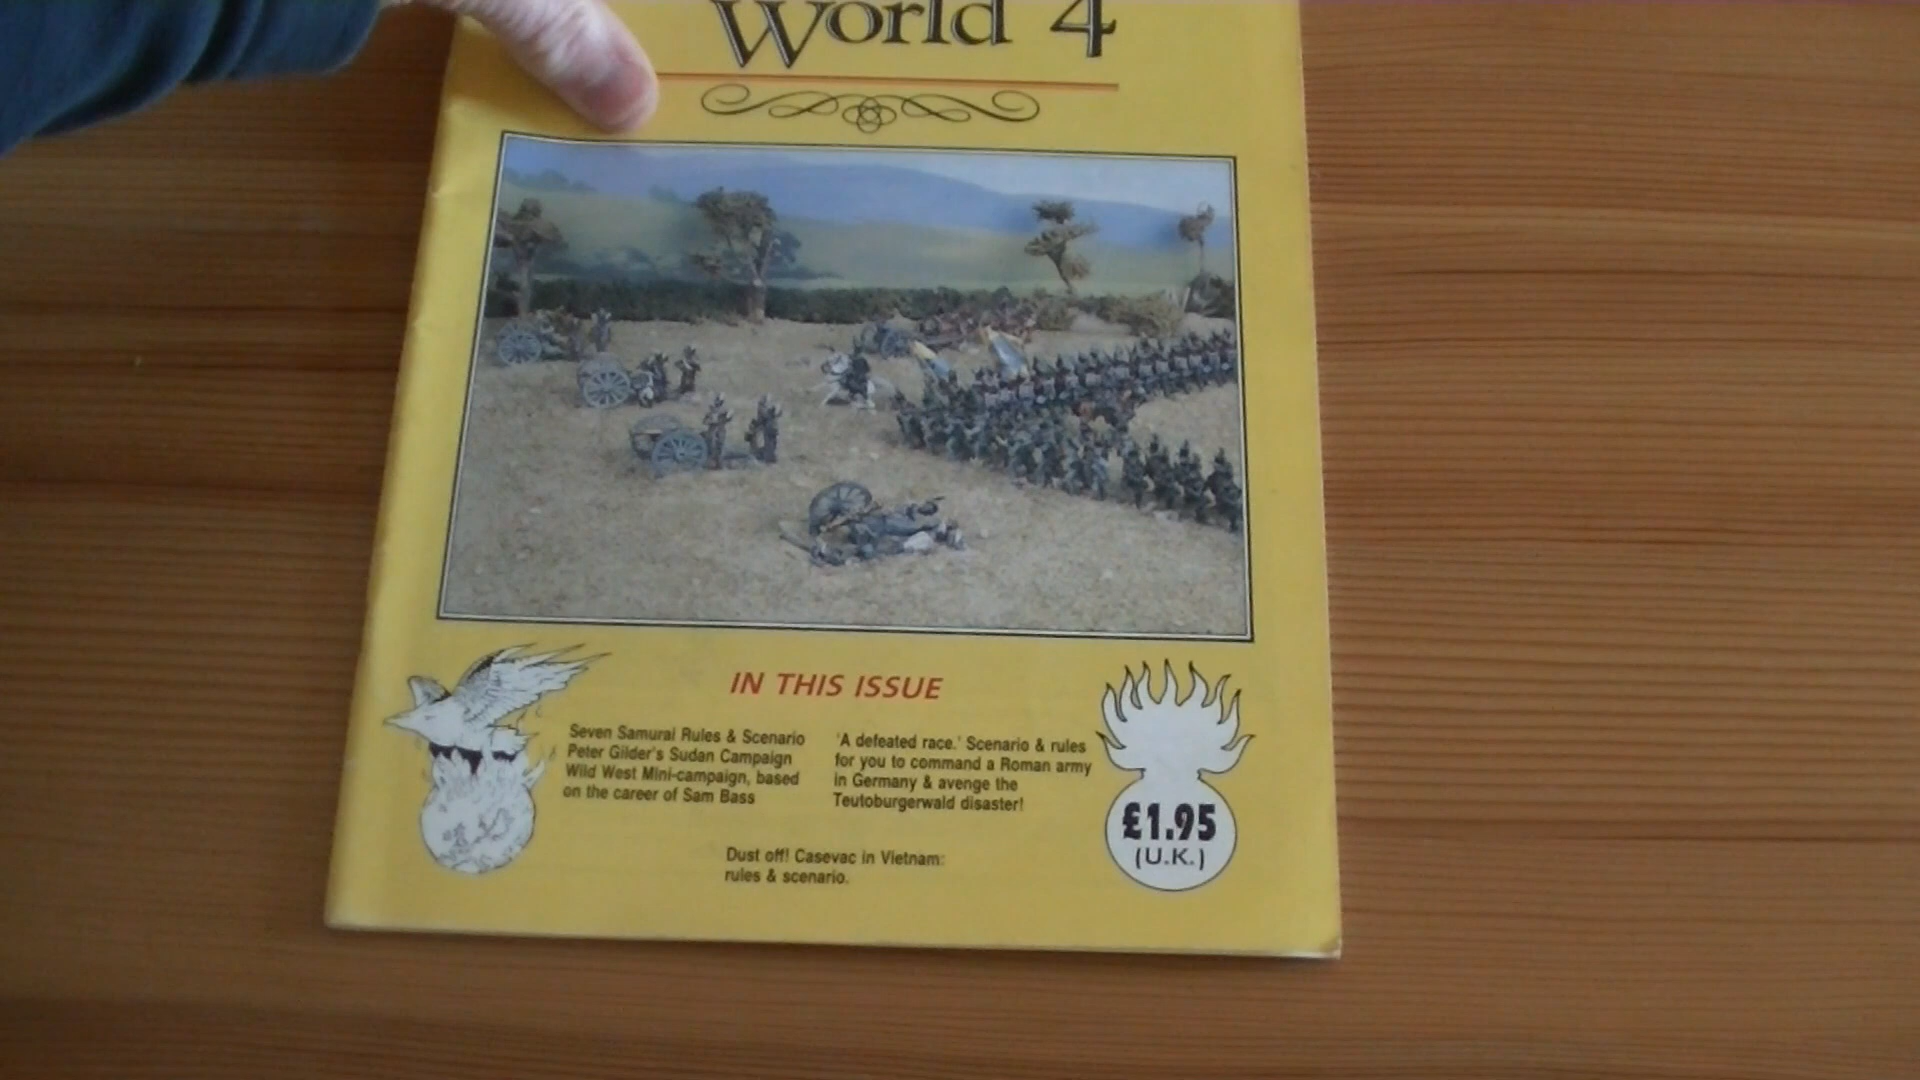 World 4
IN THIS ISSUE
Seven Samurai Rules & Scenario
Peter Gilder's Sudan Campaign
Wild West Mini-campaign, based
on the career of Sam Bass
'A defeated race.' Scenario & rules
for you to command a Roman army
in Germany & avenge the
Teutoburgerwald disaster!
Dust off! Casevac in Vietnam:
rules & scenario.
£1.95
(U.K.)